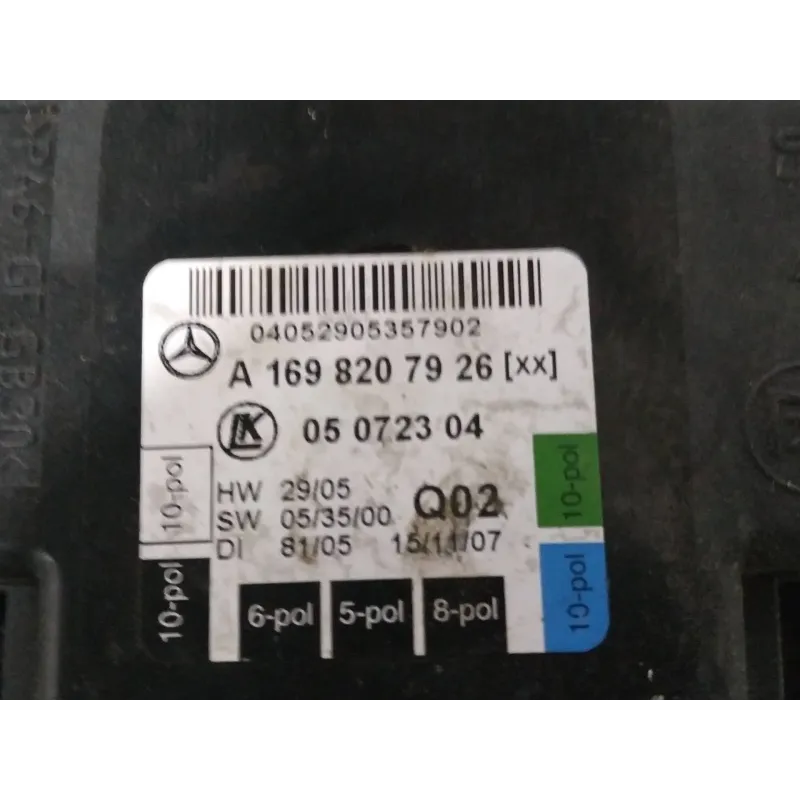 04052905357902
A 169 820 79 26 [xx]
LK 05 0723 04
HW 29/05 Q02
SW 05/35/00
DI 81/05 15/11/07
10-pol
10-pol
6-pol 5-pol 8-pol
10-pol
10-pol